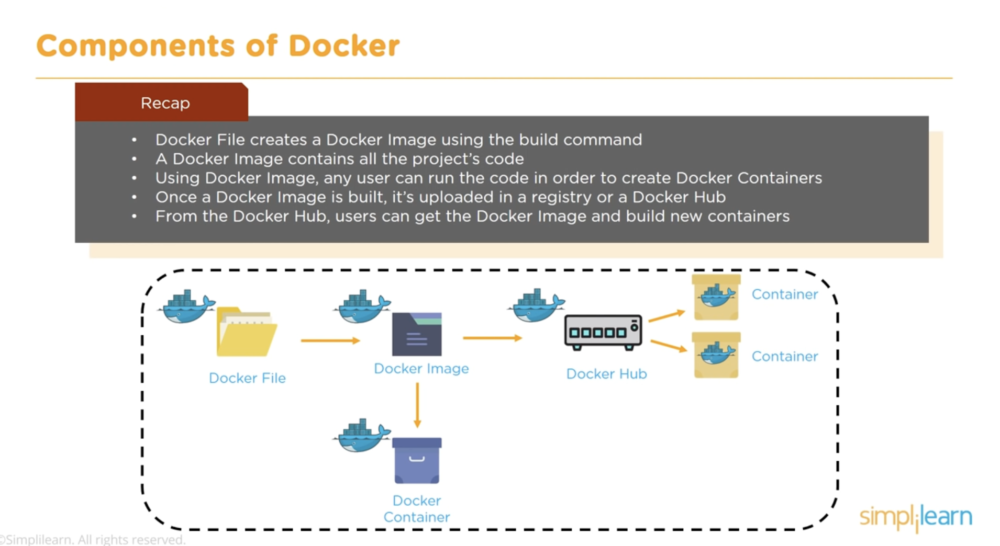 Components of Docker
Recap
• Docker File creates a Docker Image using the build command
• A Docker Image contains all the project’s code
• Using Docker Image, any user can run the code in order to create Docker Containers
• Once a Docker Image is built, it’s uploaded in a registry or a Docker Hub
• From the Docker Hub, users can get the Docker Image and build new containers
Container
Container
Docker File
Docker Image
Docker Hub
Docker
Container
simplilearn
©Simplilearn. All rights reserved.